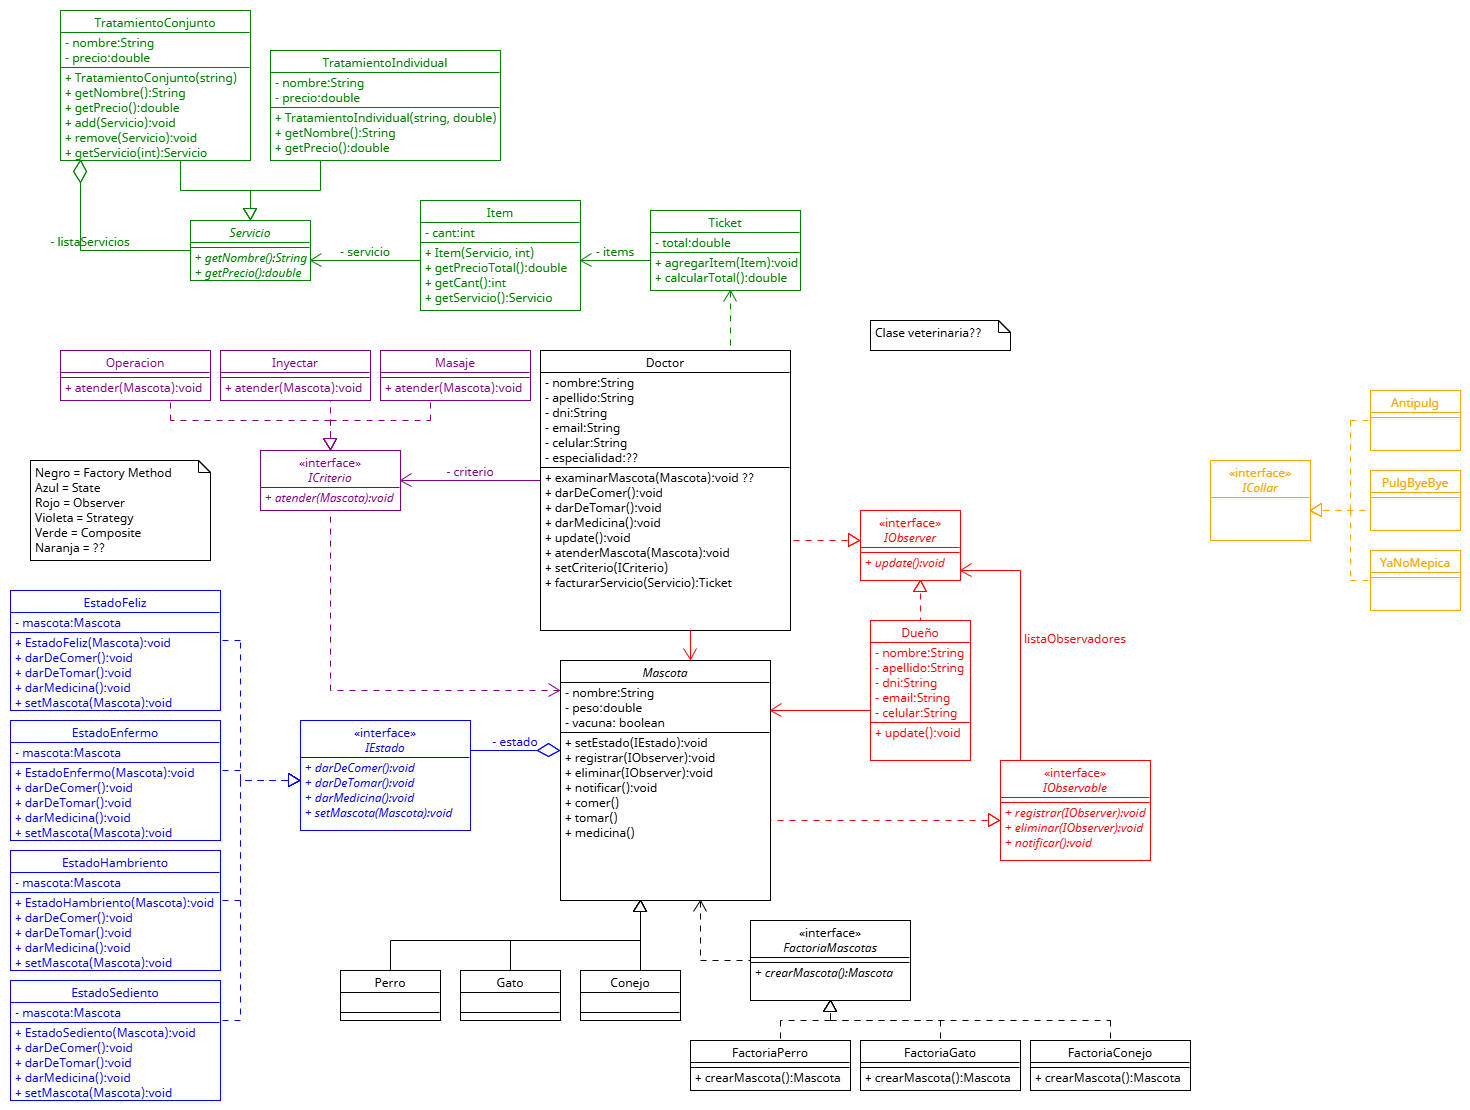 TratamientoConjunto
- nombre:String
- precio:double
+ TratamientoConjunto(string)
+ getNombre():String
+ getPrecio():double
+ add(Servicio):void
+ remove(Servicio):void
+ getServicio(int):Servicio
TratamientoIndividual
- nombre:String
- precio:double
+ TratamientoIndividual(string, double)
+ getNombre():String
+ getPrecio():double
- listaServicios
Servicio
+ getNombre():String
+ getPrecio():double
- servicio
Item
- cant:int
+ Item(Servicio, int)
+ getPrecioTotal():double
+ getCant():int
+ getServicio():Servicio
- items
Ticket
- total:double
+ agregarItem(Item):void
+ calcularTotal():double
Clase veterinaria??
Operacion
+ atender(Mascota):void
Inyectar
+ atender(Mascota):void
Masaje
+ atender(Mascota):void
Doctor
- nombre:String
- apellido:String
- dni:String
- email:String
- celular:String
- especialidad:??
+ examinarMascota(Mascota):void ??
+ darDeComer():void
+ darDeTomar():void
+ darMedicina():void
+ update():void
+ atenderMascota(Mascota):void
+ setCriterio(ICriterio)
+ facturarServicio(Servicio):Ticket
Negro = Factory Method
Azul = State
Rojo = Observer
Violeta = Strategy
Verde = Composite
Naranja = ??
«interface»
ICriterio
+ atender(Mascota):void
- criterio
«interface»
IObserver
+ update():void
«interface»
ICollar
Antipulg
PulgByeBye
YaNoMepica
EstadoFeliz
- mascota:Mascota
+ EstadoFeliz(Mascota):void
+ darDeComer():void
+ darDeTomar():void
+ darMedicina():void
+ setMascota(Mascota):void
EstadoEnfermo
- mascota:Mascota
+ EstadoEnfermo(Mascota):void
+ darDeComer():void
+ darDeTomar():void
+ darMedicina():void
+ setMascota(Mascota):void
EstadoHambriento
- mascota:Mascota
+ EstadoHambriento(Mascota):void
+ darDeComer():void
+ darDeTomar():void
+ darMedicina():void
+ setMascota(Mascota):void
EstadoSediento
- mascota:Mascota
+ EstadoSediento(Mascota):void
+ darDeComer():void
+ darDeTomar():void
+ darMedicina():void
+ setMascota(Mascota):void
«interface»
IEstado
+ darDeComer():void
+ darDeTomar():void
+ darMedicina():void
+ setMascota(Mascota):void
- estado
Mascota
- nombre:String
- peso:double
- vacuna: boolean
+ setEstado(IEstado):void
+ registrar(IObserver):void
+ eliminar(IObserver):void
+ notificar():void
+ comer()
+ tomar()
+ medicina()
Dueño
- nombre:String
- apellido:String
- dni:String
- email:String
- celular:String
+ update():void
listaObservadores
«interface»
IObservable
+ registrar(IObserver):void
+ eliminar(IObserver):void
+ notificar():void
Perro
Gato
Conejo
«interface»
FactoriaMascotas
+ crearMascota():Mascota
FactoriaPerro
+ crearMascota():Mascota
FactoriaGato
+ crearMascota():Mascota
FactoriaConejo
+ crearMascota():Mascota